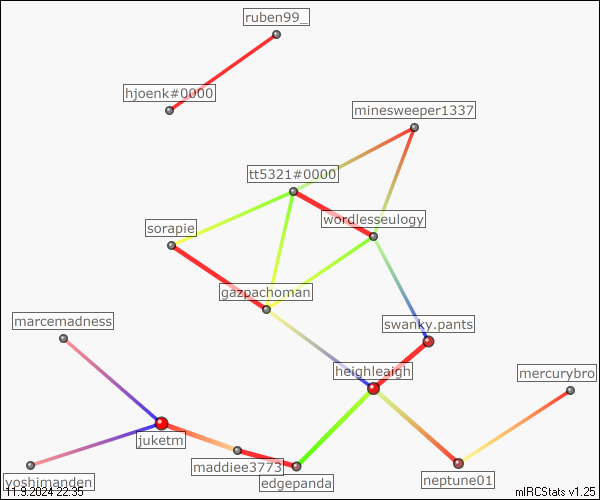 ruben99_
hjoenk#0000
minesweeper1337
tt5321#0000
wordlesseulogy
sorapie
gazpachoman
marcemadness
swanky.pants
heighleaigh
mercurybro
juketm
maddiee3773
yoshimanden
edgepanda
neptune01
11.9.2024 22:35
mIRCStats v1.25